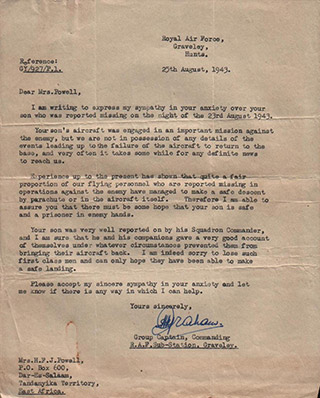 Royal Air Force,
Graveley,
Hunts.
Reference:
GY/927/P.1.
25th August, 1943.
Dear Mrs.Powell,
I am writing to express my sympathy in your anxiety over your
son who was reported missing on the night of the 23rd August 1943.
Your son's aircraft was engaged in an important mission against
the enemy, but we are not in possession of any details of the
events leading up to the failure of the aircraft to return to the
base, and very often it takes some while for any definite news
to reach us.
Experience up to the present has shown that quite a fair
proportion of our flying personnel, who are reported missing in
operations against the enemy have managed to make a safe descent
by parachute or in the aircraft itself. Therefore I am able to
assure you that there must be some hope that your son is safe
and a prisoner in enemy hands.
Your son was very well reported on by his Squadron Commander,
and I am sure that he and his companions gave a very good account
of themselves under whatever circumstances prevented them from
bringing their aircraft back. I am indeed sorry to lose such
first class men and can only hope they have been able to make
a safe landing.
Please accept my sincere sympathy in your anxiety and let
me know if there is any way in which I can help.
Yours sincerely,
Group Captain, Commanding
R.A.F. Sub-Station, Graveley.
Mrs.H.F.J.Powell,
P.O. Box 600,
Dar-Es-Salaam,
Tandanyika Territory,
East Africa.